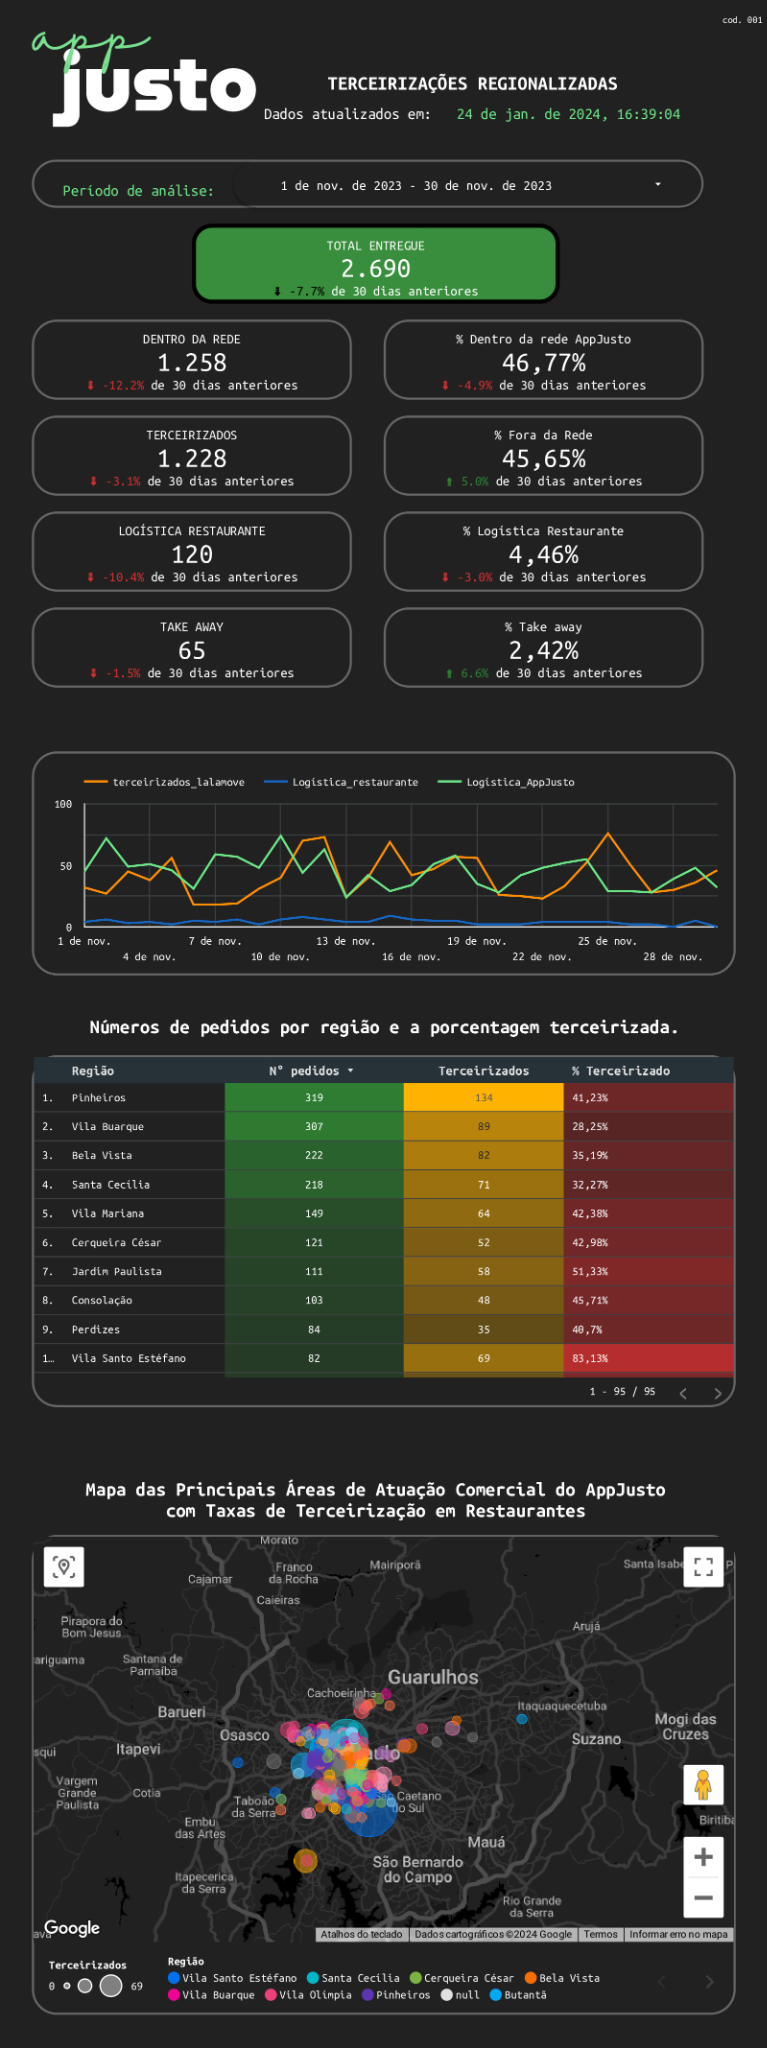 cod. 001
app
justo
TERCEIRIZAÇÕES REGIONALIZADAS
Dados atualizados em: 24 de jan. de 2024, 16:39:04
Período de análise: 1 de nov. de 2023 - 30 de nov. de 2023
TOTAL ENTREGUE
2.690
-7.7% de 30 dias anteriores
DENTRO DA REDE
1.258
-12.2% de 30 dias anteriores
% Dentro da rede AppJusto
46,77%
-4.9% de 30 dias anteriores
TERCEIRIZADOS
1.228
-3.1% de 30 dias anteriores
% Fora da Rede
45,65%
5.0% de 30 dias anteriores
LOGÍSTICA RESTAURANTE
120
-10.4% de 30 dias anteriores
% Logística Restaurante
4,46%
-3.0% de 30 dias anteriores
TAKE AWAY
65
-1.5% de 30 dias anteriores
% Take away
2,42%
6.6% de 30 dias anteriores
terceirizados_lalamove Logística_restaurante Logística_AppJusto
100
50
0
1 de nov. 7 de nov. 13 de nov. 19 de nov. 25 de nov.
4 de nov. 10 de nov. 16 de nov. 22 de nov. 28 de nov.
Números de pedidos por região e a porcentagem terceirizada.
Região N° pedidos Terceirizados % Terceirizado
1. Pinheiros 319 134 41,23%
2. Vila Buarque 307 89 28,25%
3. Bela Vista 222 82 35,19%
4. Santa Cecília 218 71 32,27%
5. Vila Mariana 149 64 42,38%
6. Cerqueira César 121 52 42,98%
7. Jardim Paulista 111 58 51,33%
8. Consolação 103 48 45,71%
9. Perdizes 84 35 40,7%
1… Vila Santo Estéfano 82 69 83,13%
1 - 95 / 95
Mapa das Principais Áreas de Atuação Comercial do AppJusto
com Taxas de Terceirização em Restaurantes
Morato
Franco
da Rocha
Mairiporã
Santa Isabe
P
Cajamar
Caieiras
Pirapora do
Bom Jesus
Arujá
ariguama
Santana de
Parnaíba
Guarulhos
Cachoeirinha
Itaquaquecetuba
Barueri
Mogi das
Cruzes
Osasco
Suzano
Itapevi
squi
ulo
Vargem
Grande
Paulista
Cotia
Taboão
da Serra
São Caetano
do Sul
Embu
das Artes
Biritiba
Mauá
São Bernardo
do Campo
Itapecerica
da Serra
Rio Grande
da Serra
ava
Google
Atalhos do teclado Dados cartográficos ©2024 Google Termos Informar erro no mapa
Terceirizados
0 69
Região
Vila Santo Estéfano Santa Cecília Cerqueira César Bela Vista
Vila Buarque Vila Olímpia Pinheiros null Butantã